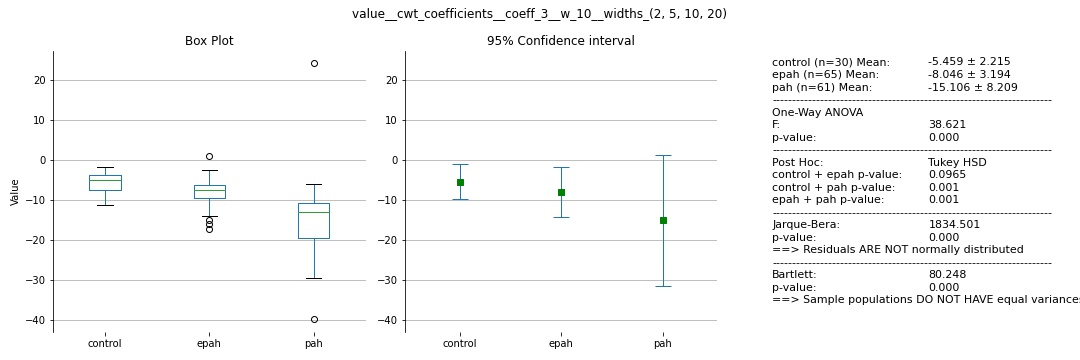 value__cwt_coefficients__coeff_3__w_10__widths_(2, 5, 10, 20)
Box Plot
Value
20
10
0
−10
−20
−30
−40
control
epah
pah
95% Confidence interval
20
10
0
−10
−20
−30
−40
control
epah
pah
control (n=30) Mean: -5.459 ± 2.215
epah (n=65) Mean: -8.046 ± 3.194
pah (n=61) Mean: -15.106 ± 8.209
One-Way ANOVA
F: 38.621
p-value: 0.000
Post Hoc: Tukey HSD
control + epah p-value: 0.0965
control + pah p-value: 0.001
epah + pah p-value: 0.001
Jarque-Bera: 1834.501
p-value: 0.000
==> Residuals ARE NOT normally distributed
Bartlett: 80.248
p-value: 0.000
==> Sample populations DO NOT HAVE equal variances